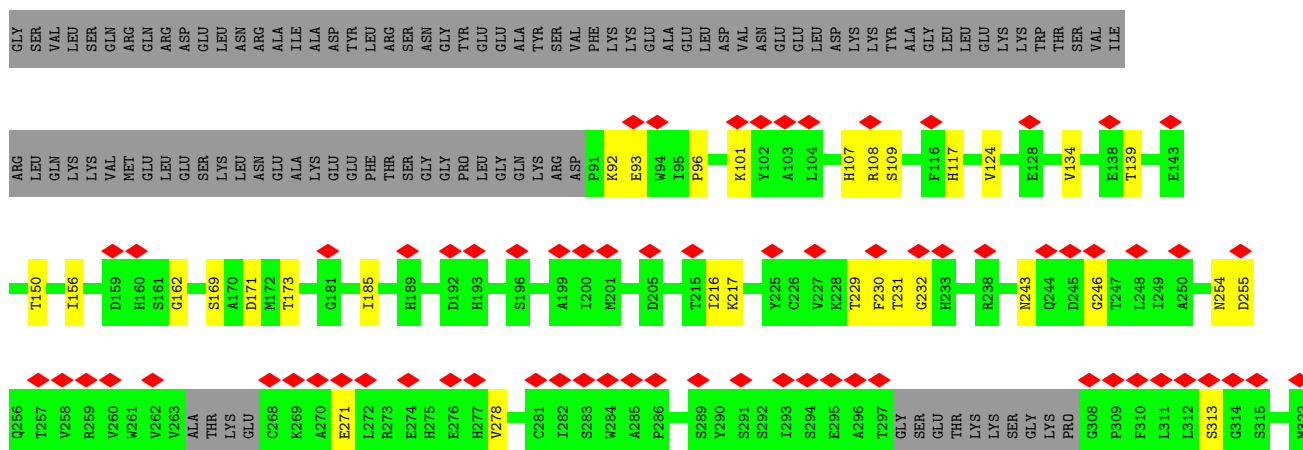 GLY SER VAL LEU SER GLN ARG GLN ARG ASP GLU LEU ASN ARG ALA ILE ALA ASP TYR LEU ARG SER ASN GLY TYR GLU GLU ALA TYR SER VAL PHE LYS LYS GLU ALA GLU LEU ASP VAL ASN GLU GLU LEU ASP LYS LYS TYR ALA GLY LEU LEU GLU LYS LYS TRP THR SER VAL ILE
ARG LEU GLN LYS LYS VAL MET GLU LEU GLU SER LYS LEU ASN GLU ALA LYS GLU GLU PHE THR SER GLY GLY PRO LEU GLY GLN LYS ARG ASP P91 K92 E93 W94 I95 P96 K101 Y102 A103 L104 H107 R108 S109 F116 H117 V124 E128 V134 E138 T139 E143
T150 I156 D159 H160 S161 G162 S169 A170 D171 M172 T173 G181 I185 H189 D192 H193 S196 A199 I200 M201 D205 T215 I216 K217 Y225 C226 V227 K228 T229 F230 T231 G232 H233 R238 N243 Q244 D245 G246 T247 L248 I249 A250 N254 D255
Q256 T257 V258 R259 V260 W261 V262 V263 ALA THR LYS GLU C268 K269 A270 E271 L272 R273 E274 H275 E276 H277 V278 C281 I282 S283 W284 A285 P286 S289 Y290 S291 S292 I293 S294 E295 A296 T297 GLY SER GLU THR LYS LYS SER GLY LYS PRO G308 P309 F310 L311 L312 S313 G314 S315